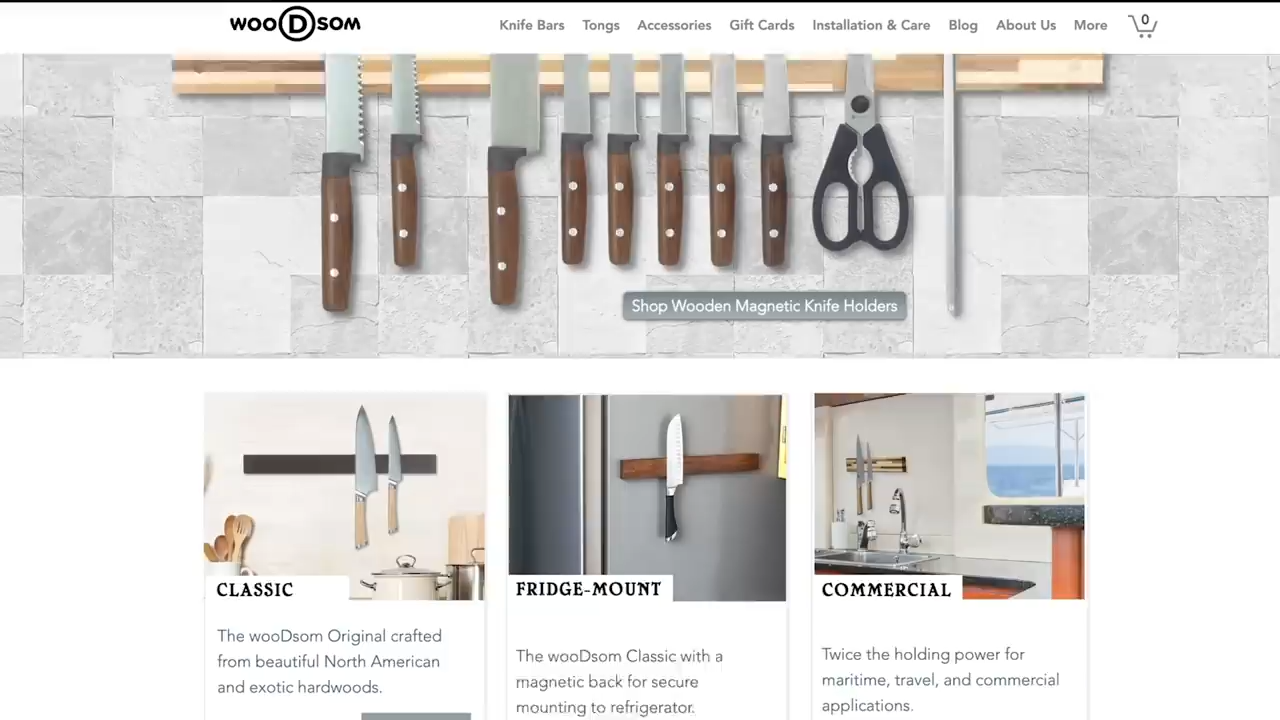 wooDsom
Knife Bars Tongs Accessories Gift Cards Installation & Care Blog About Us More 0
Shop Wooden Magnetic Knife Holders
CLASSIC
The wooDsom Original crafted
from beautiful North American
and exotic hardwoods.
FRIDGE-MOUNT
The wooDsom Classic with a
magnetic back for secure
mounting to refrigerator.
COMMERCIAL
Twice the holding power for
maritime, travel, and commercial
applications.